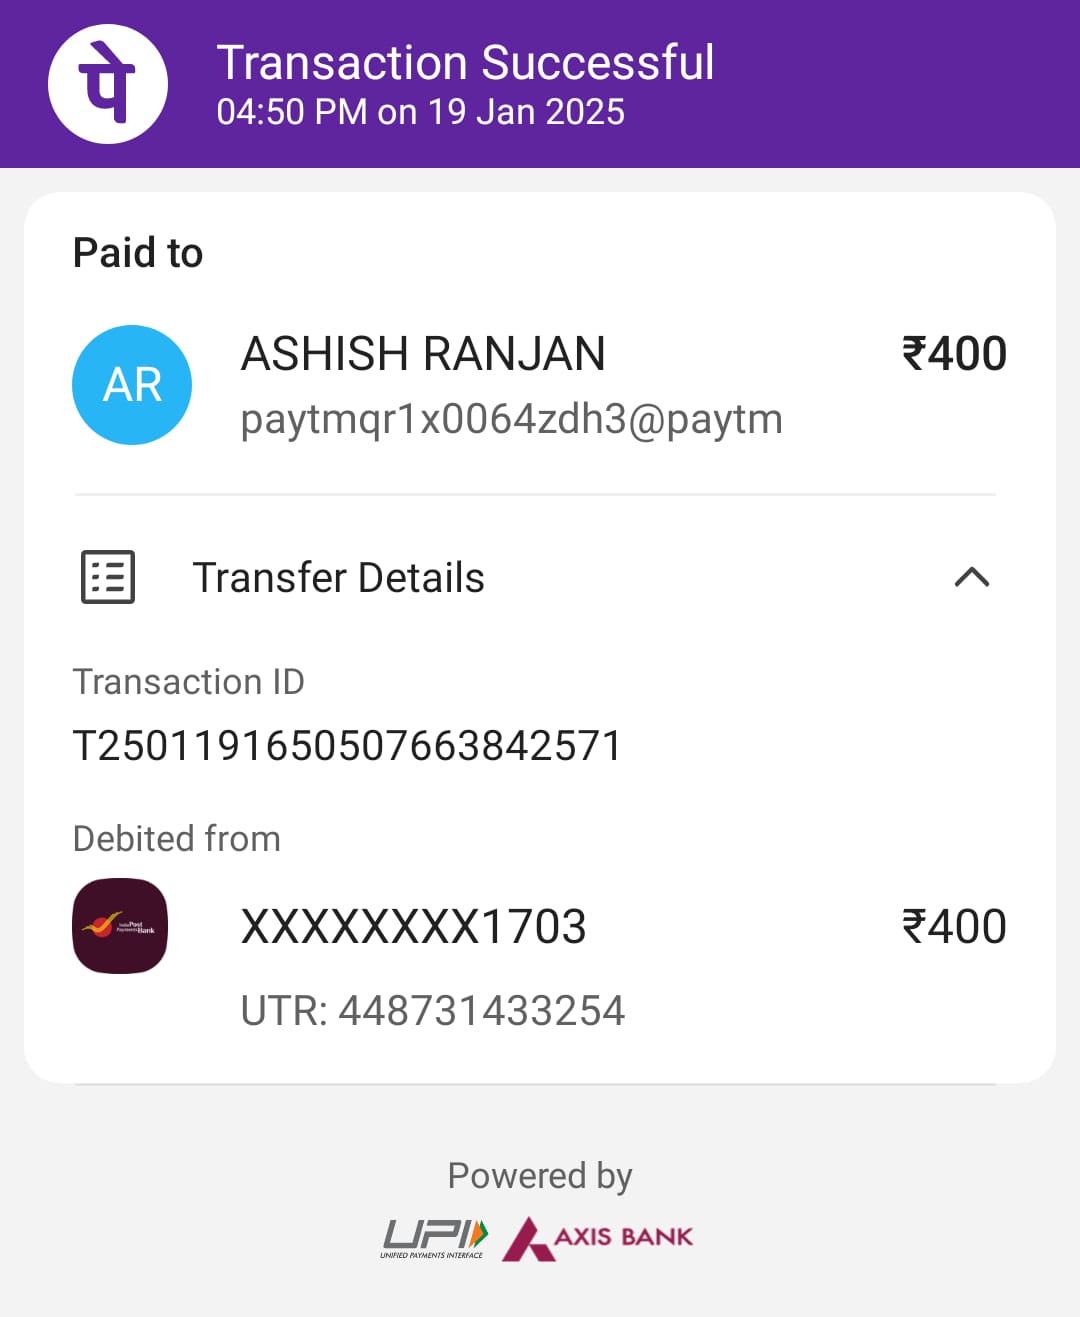 पे
Transaction Successful
04:50 PM on 19 Jan 2025
Paid to
AR
ASHISH RANJAN
₹400
paytmqr1x0064zdh3@paytm
Transfer Details
Transaction ID
T2501191650507663842571
Debited from
India Post
Payments Bank
XXXXXXXX1703
₹400
UTR: 448731433254
Powered by
UPI
UNIFIED PAYMENTS INTERFACE
AXIS BANK